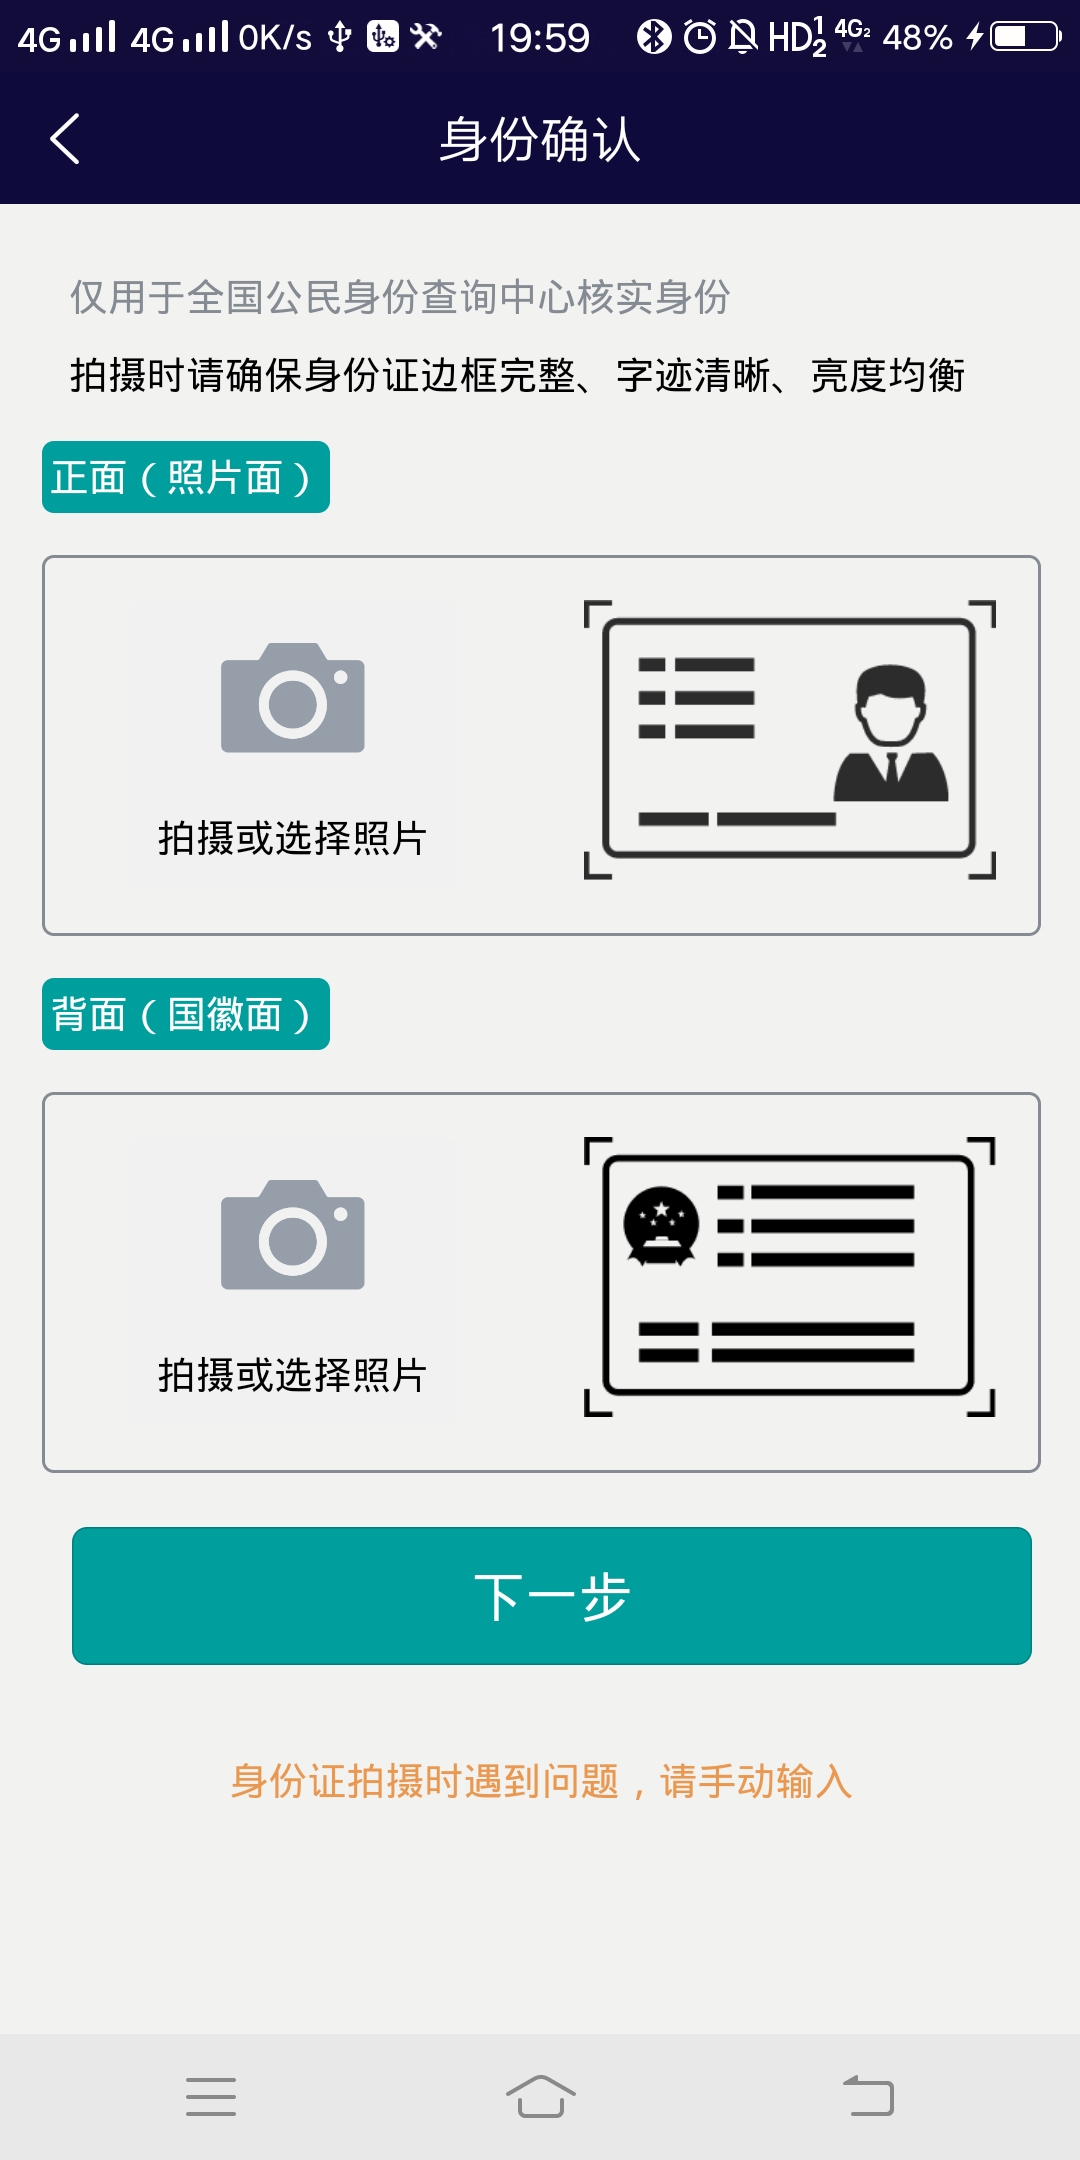 4G 4G 0K/s 19:59 HD 1 2 4G2 48%
身份确认
仅用于全国公民身份查询中心核实身份
拍摄时请确保身份证边框完整、字迹清晰、亮度均衡
正面（照片面）
拍摄或选择照片
背面（国徽面）
拍摄或选择照片
下一步
身份证拍摄时遇到问题，请手动输入